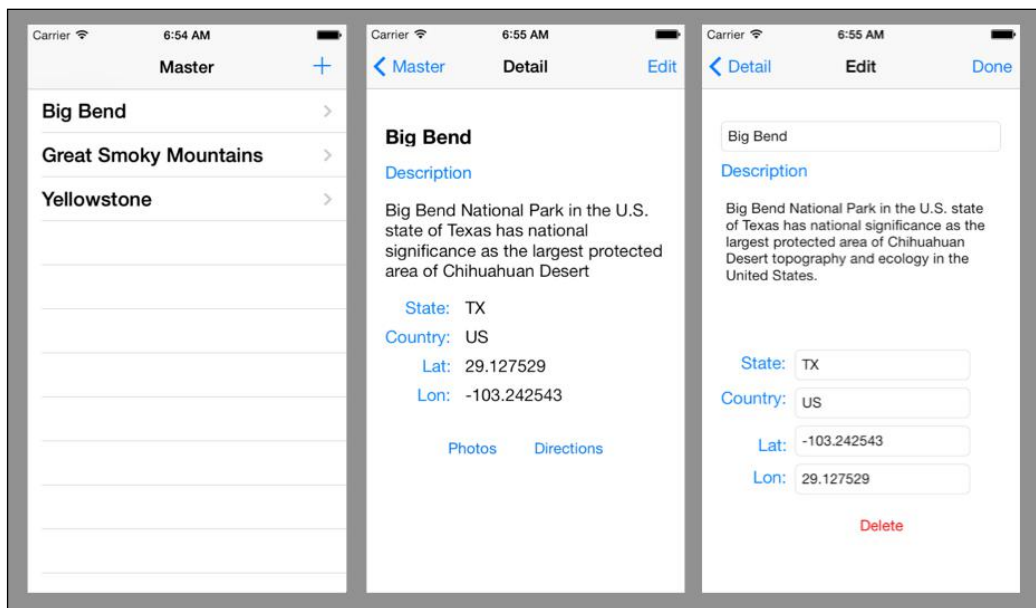 Carrier 6:54 AM
Master +
Big Bend
Great Smoky Mountains
Yellowstone
Carrier 6:55 AM
Master Detail Edit
Big Bend
Description
Big Bend National Park in the U.S.
state of Texas has national
significance as the largest protected
area of Chihuahuan Desert
State: TX
Country: US
Lat: 29.127529
Lon: -103.242543
Photos Directions
Carrier 6:55 AM
Detail Edit Done
Big Bend
Description
Big Bend National Park in the U.S. state
of Texas has national significance as the
largest protected area of Chihuahuan
Desert topography and ecology in the
United States.
State: TX
Country: US
Lat: -103.242543
Lon: 29.127529
Delete